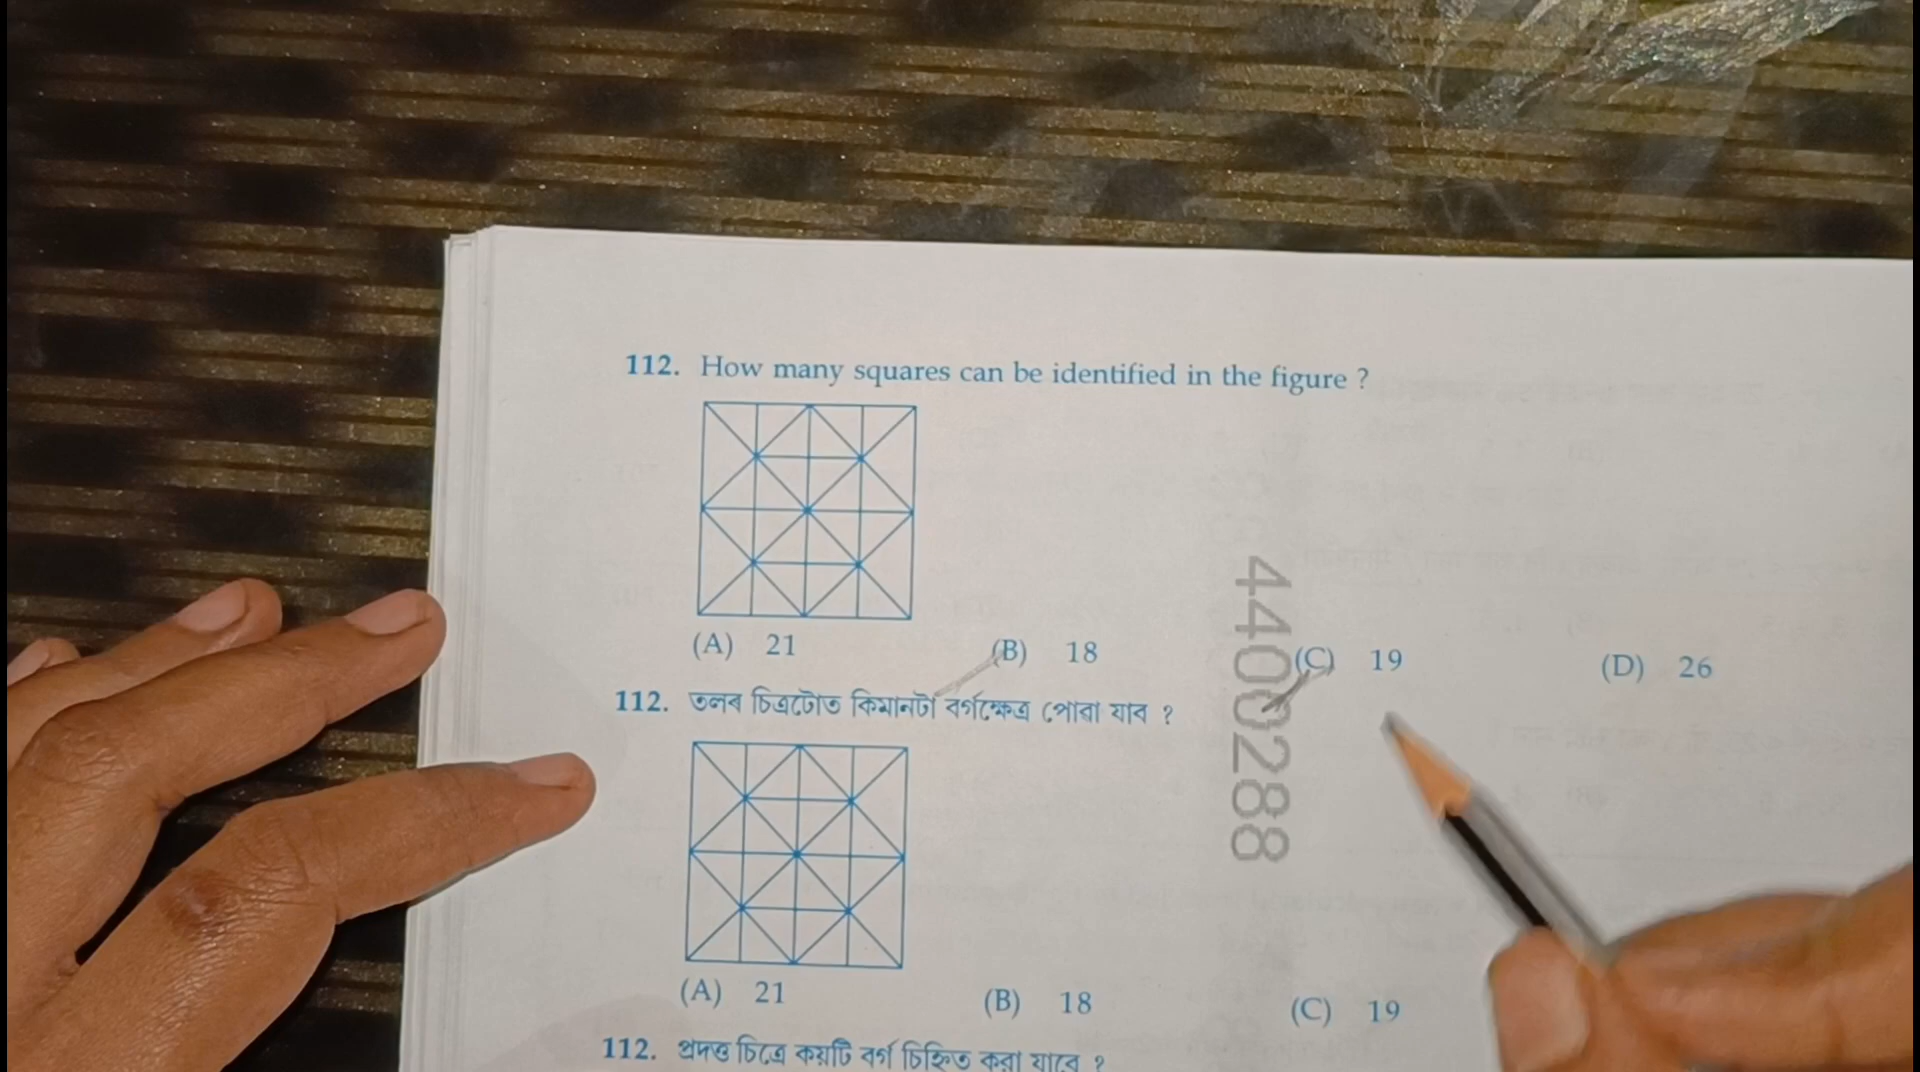 112. How many squares can be identified in the figure ?
(A) 21 (B) 18 (C) 19 (D) 26
112. তলৰ চিত্ৰটোত কিমানটা বৰ্গক্ষেত্ৰ পোৱা যাব ?
(A) 21 (B) 18 (C) 19
112. প্রদত্ত চিত্রে কয়টি বর্গ চিহ্নিত করা যাবে ?
4400288